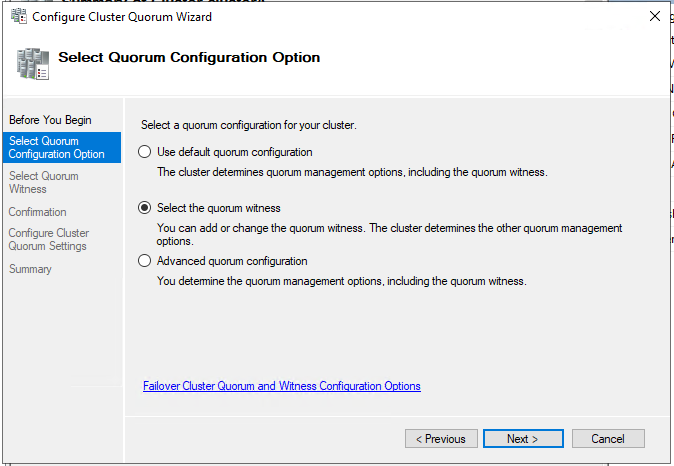 Configure Cluster Quorum Wizard
Select Quorum Configuration Option
Before You Begin
Select Quorum
Configuration Option
Select Quorum
Witness
Confirmation
Configure Cluster
Quorum Settings
Summary
Select a quorum configuration for your cluster.
Use default quorum configuration
The cluster determines quorum management options, including the quorum witness.
Select the quorum witness
You can add or change the quorum witness. The cluster determines the other quorum management
options.
Advanced quorum configuration
You determine the quorum management options, including the quorum witness.
Failover Cluster Quorum and Witness Configuration Options
< Previous
Next >
Cancel